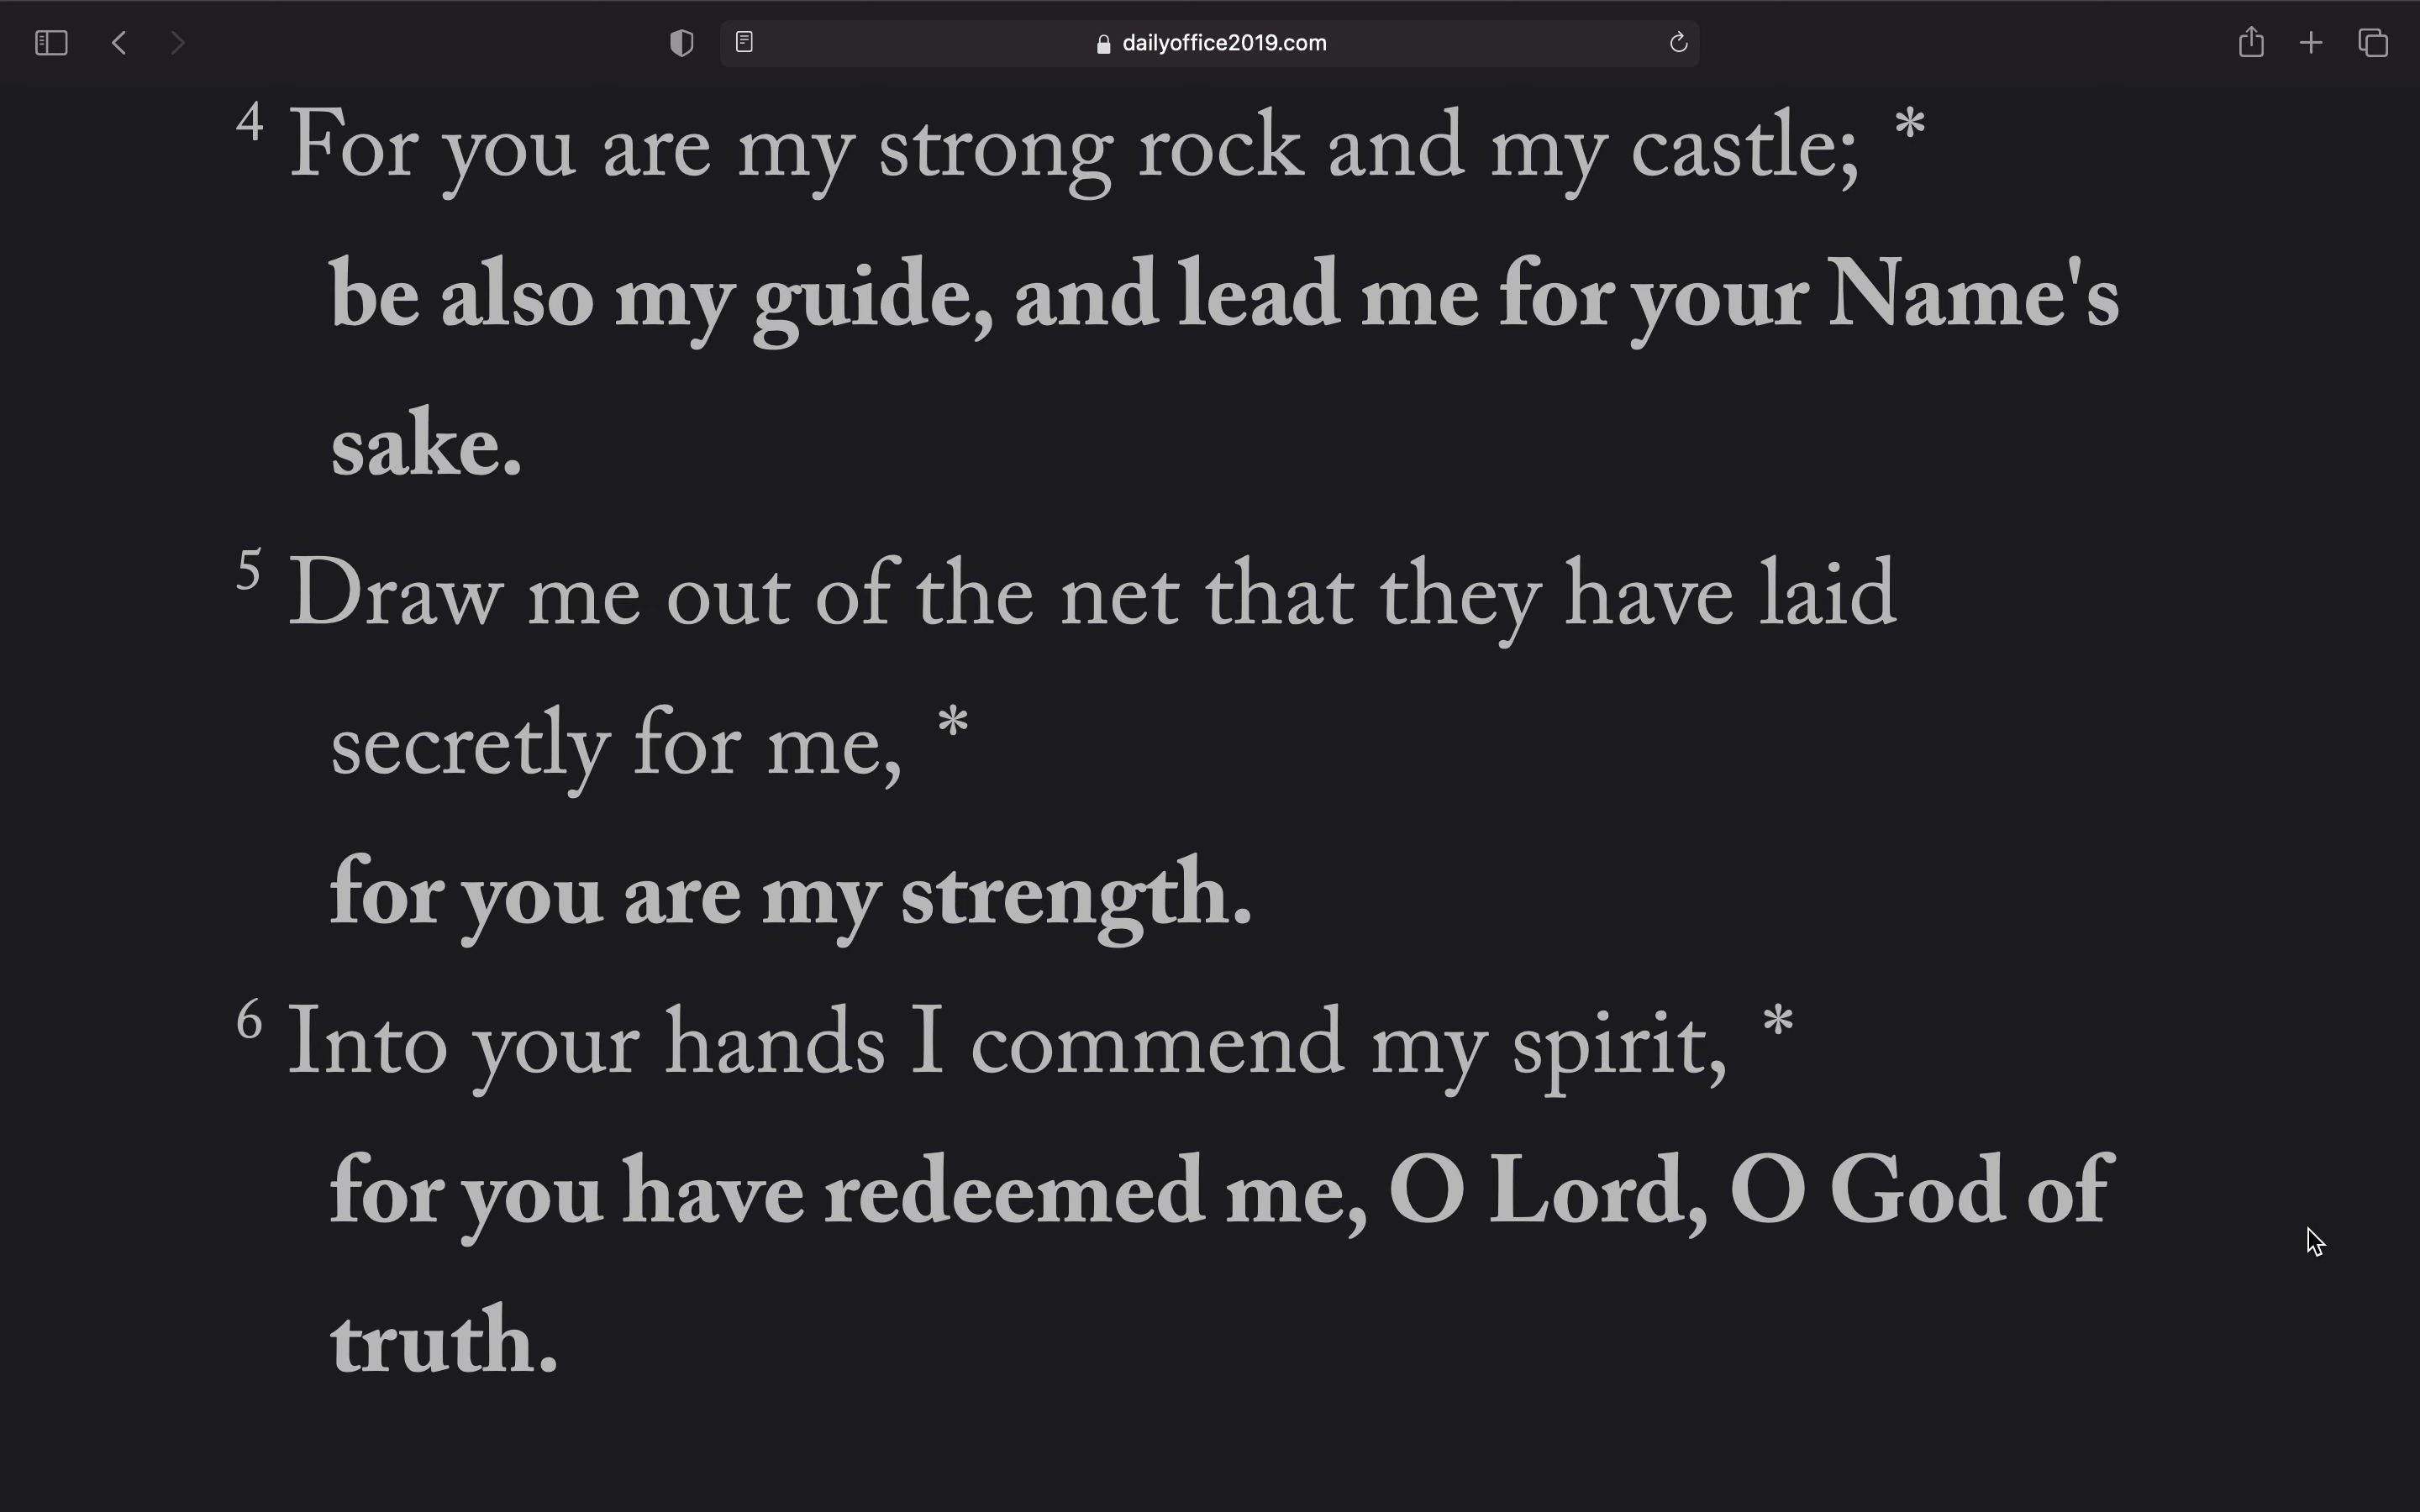 dailyoffice2019.com
4 For you are my strong rock and my castle; *
be also my guide, and lead me for your Name's
sake.
5 Draw me out of the net that they have laid
secretly for me, *
for you are my strength.
6 Into your hands I commend my spirit, *
for you have redeemed me, O Lord, O God of
truth.